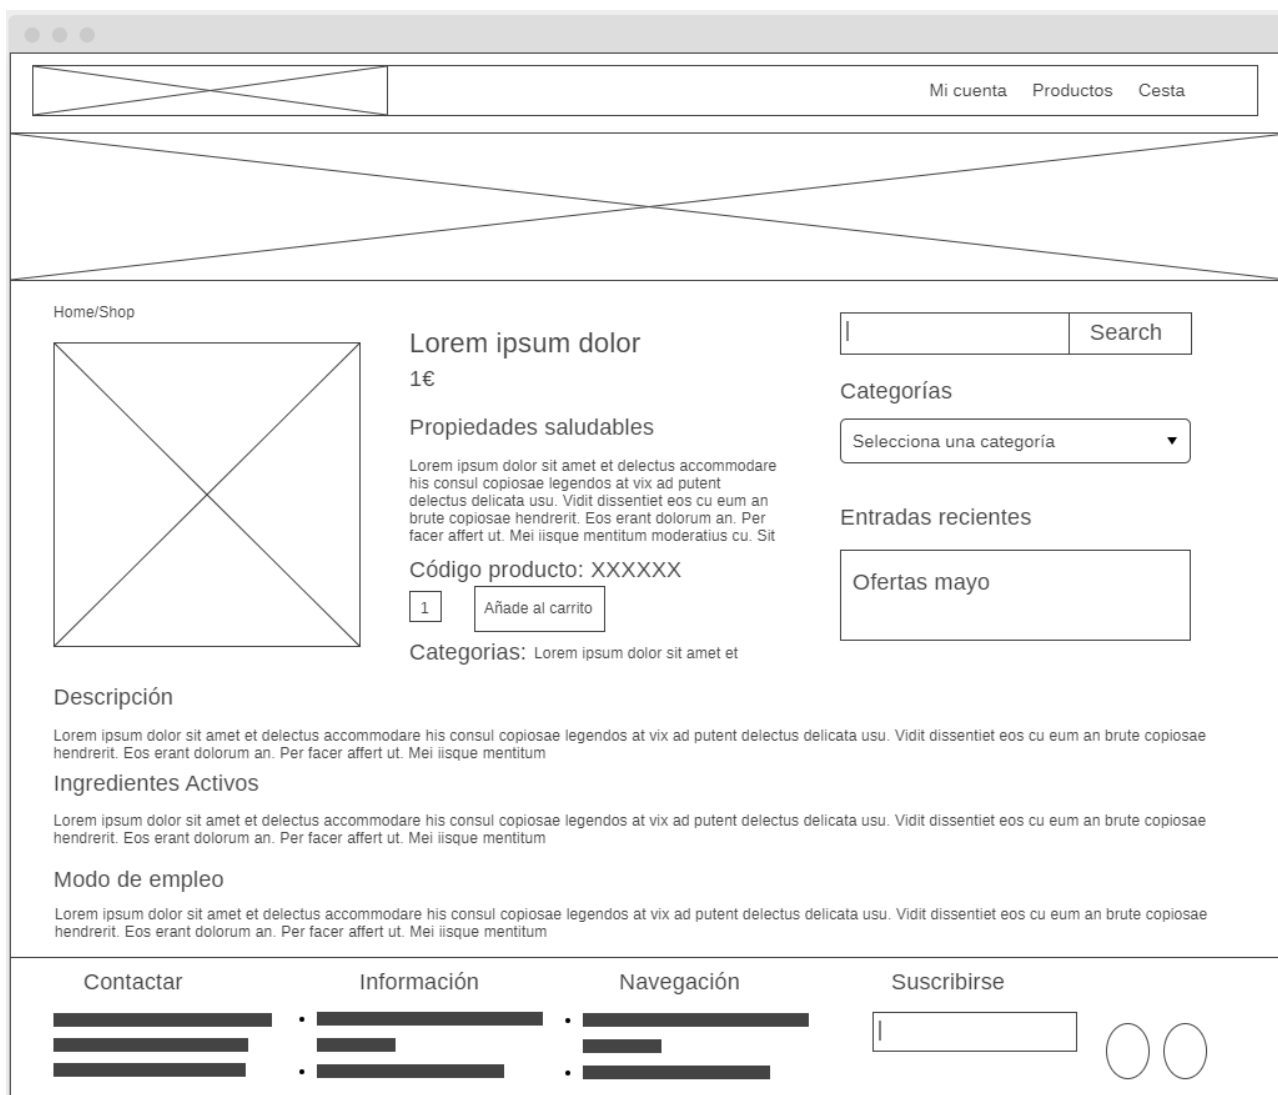 Mi cuenta Productos Cesta
Home/Shop
Lorem ipsum dolor
1€
Propiedades saludables
Lorem ipsum dolor sit amet et delectus accommodare
his consul copiosae legendos at vix ad putent
delectus delicata usu. Vidit dissentiet eos cu eum an
brute copiosae hendrerit. Eos erant dolorum an. Per
facer affert ut. Mei iisque mentitum moderatius cu. Sit
Código producto: XXXXXX
1 Añade al carrito
Categorias: Lorem ipsum dolor sit amet et
Search
Categorías
Selecciona una categoría
Entradas recientes
Ofertas mayo
Descripción
Lorem ipsum dolor sit amet et delectus accommodare his consul copiosae legendos at vix ad putent delectus delicata usu. Vidit dissentiet eos cu eum an brute copiosae
hendrerit. Eos erant dolorum an. Per facer affert ut. Mei iisque mentitum
Ingredientes Activos
Lorem ipsum dolor sit amet et delectus accommodare his consul copiosae legendos at vix ad putent delectus delicata usu. Vidit dissentiet eos cu eum an brute copiosae
hendrerit. Eos erant dolorum an. Per facer affert ut. Mei iisque mentitum
Modo de empleo
Lorem ipsum dolor sit amet et delectus accommodare his consul copiosae legendos at vix ad putent delectus delicata usu. Vidit dissentiet eos cu eum an brute copiosae
hendrerit. Eos erant dolorum an. Per facer affert ut. Mei iisque mentitum
Contactar Información Navegación Suscribirse